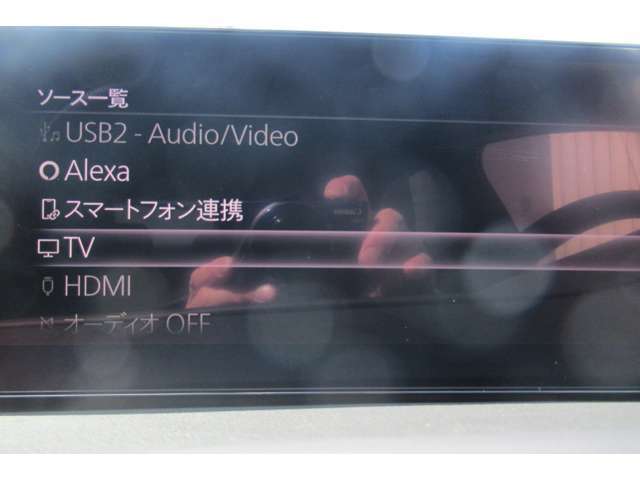 ソース一覧
USB2 - Audio/Video
Alexa
スマートフォン連携
TV
HDMI
オーディオ OFF